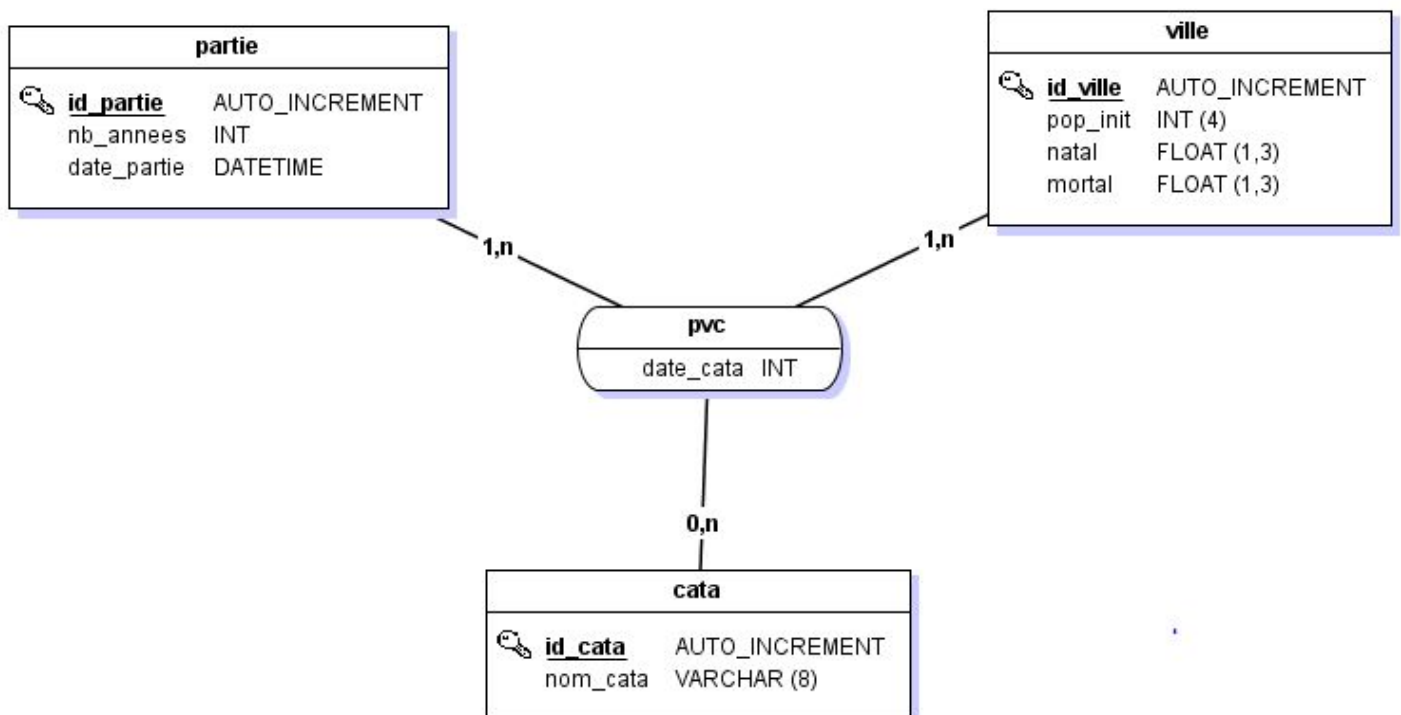 partie
id_partie AUTO_INCREMENT
nb_annees INT
date_partie DATETIME
ville
id_ville AUTO_INCREMENT
pop_init INT (4)
natal FLOAT (1,3)
mortal FLOAT (1,3)
1,n
1,n
pvc
date_cata INT
0,n
cata
id_cata AUTO_INCREMENT
nom_cata VARCHAR (8)